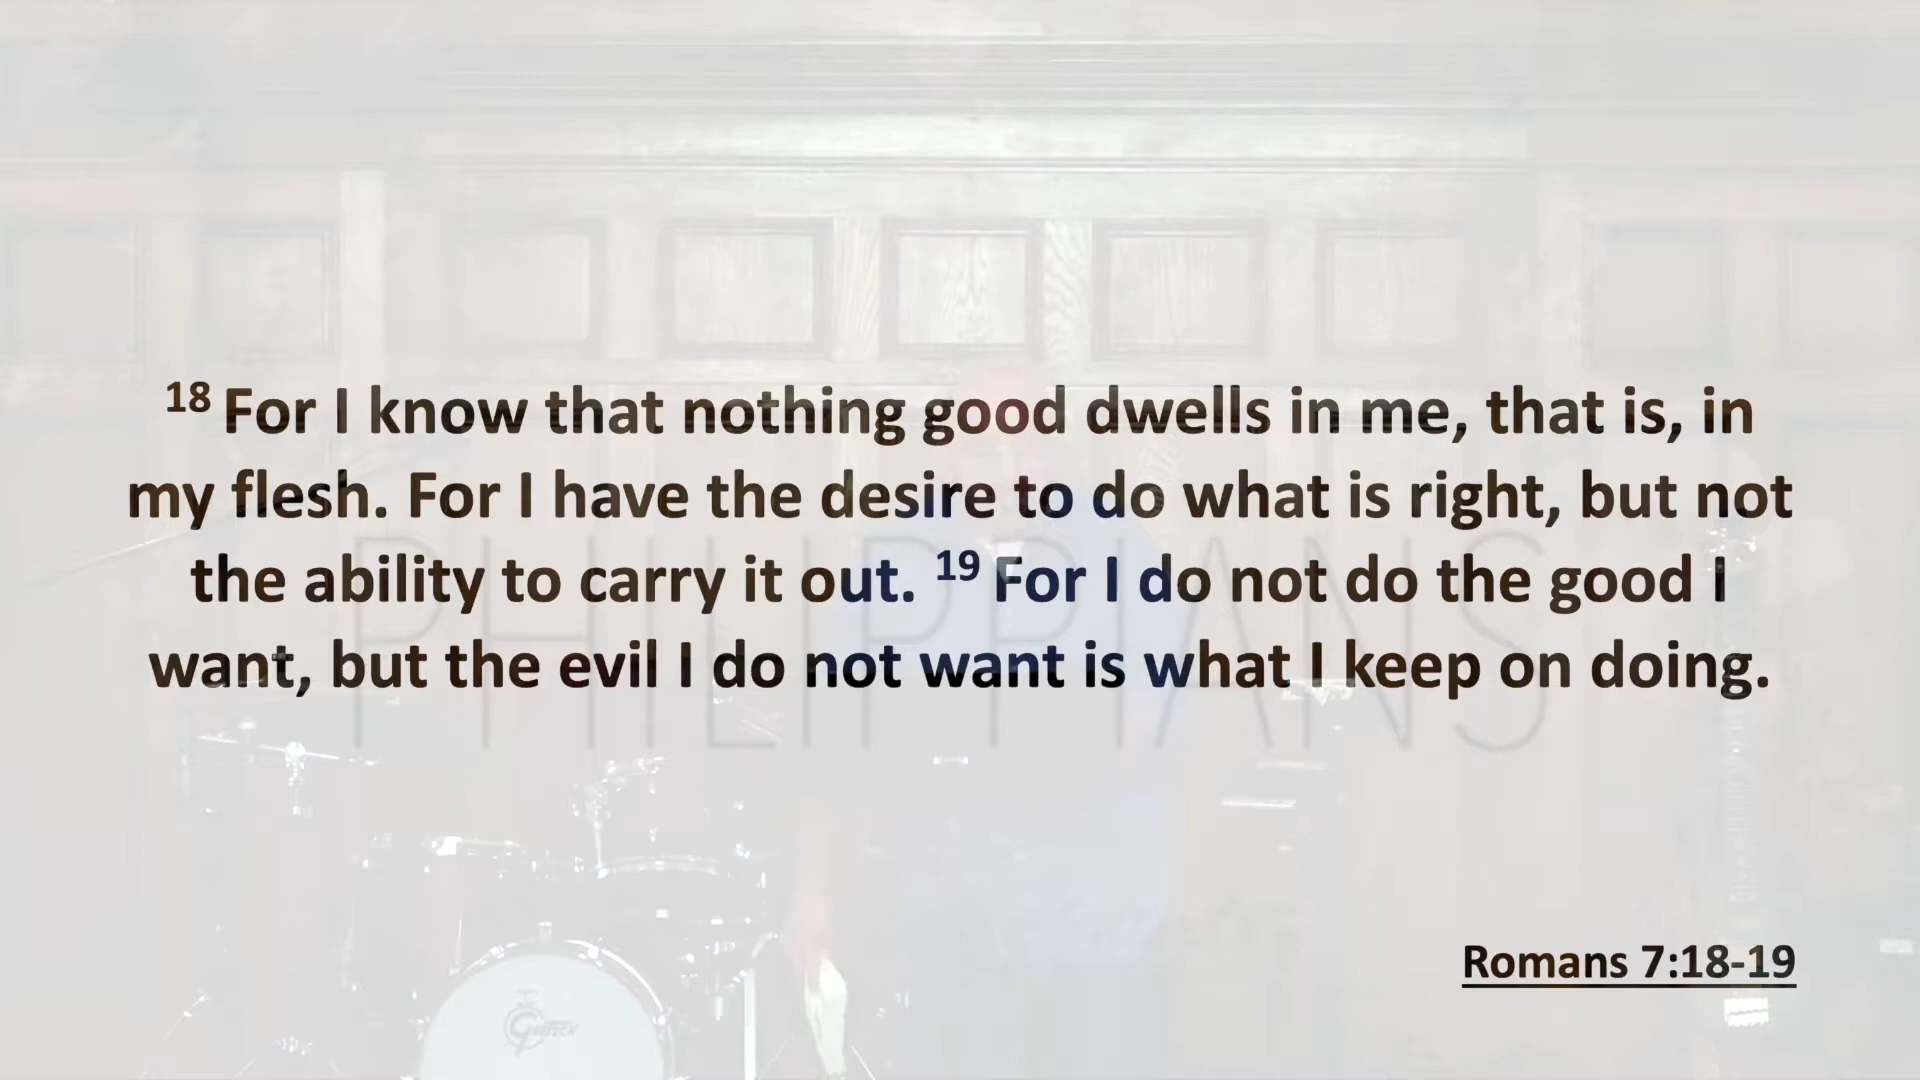 18 For I know that nothing good dwells in me, that is, in
my flesh. For I have the desire to do what is right, but not
the ability to carry it out. 19 For I do not do the good I
want, but the evil I do not want is what I keep on doing.
PHILIPPIANS
Romans 7:18-19
Gretsch